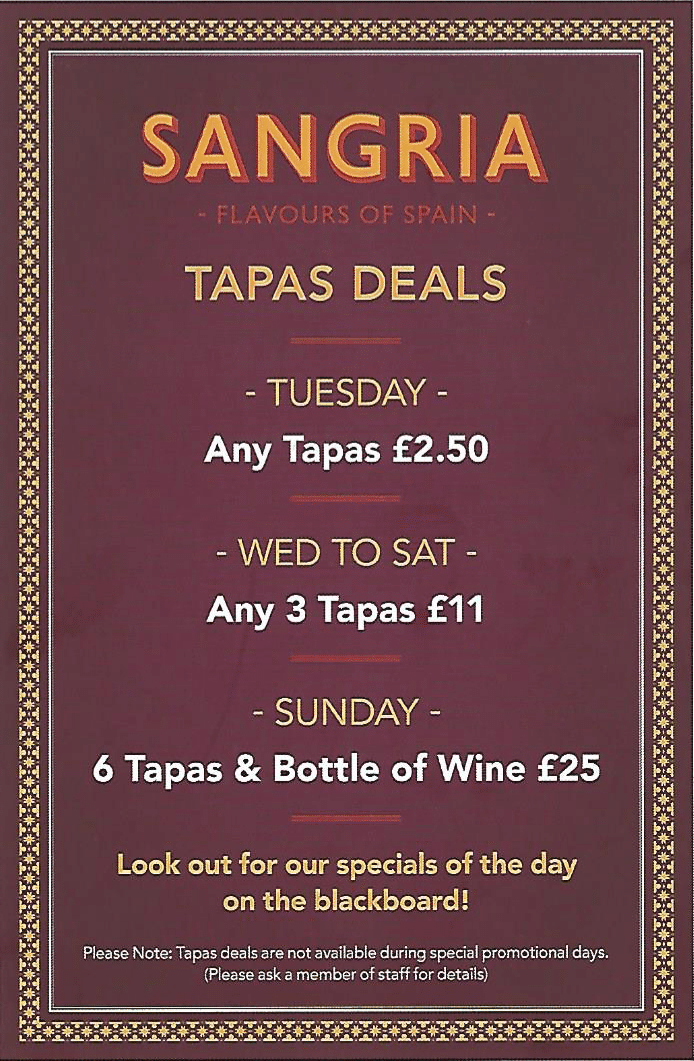 SANGRIA
- FLAVOURS OF SPAIN -
TAPAS DEALS
- TUESDAY -
Any Tapas £2.50
- WED TO SAT -
Any 3 Tapas £11
- SUNDAY -
6 Tapas & Bottle of Wine £25
Look out for our specials of the day
on the blackboard!
Please Note: Tapas deals are not available during special promotional days.
(Please ask a member of staff for details)